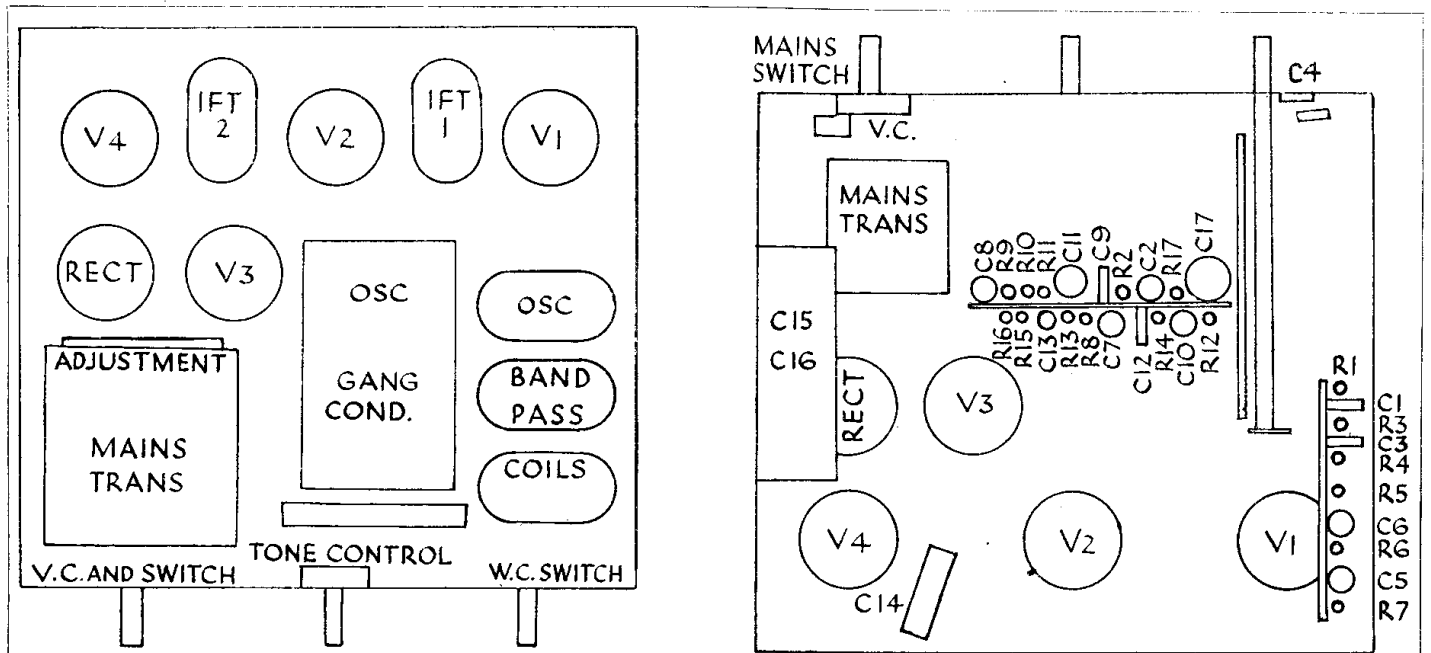 V4
IFT
2
V2
IFT
1
V1
RECT
V3
OSC
GANG
COND.
OSC
BAND
PASS
COILS
ADJUSTMENT
MAINS
TRANS
TONE CONTROL
V.C. AND SWITCH
W.C. SWITCH
MAINS
SWITCH
V.C.
C4
MAINS
TRANS
C8
R9
R10
R11
C11
C9
R2
C2
R17
C17
R16
R15
C13
R13
R8
C7
C12
R14
C10
R12
C15
C16
RECT
V3
R1
C1
R3
C3
R4
R5
C6
R6
C5
R7
V4
V2
V1
C14